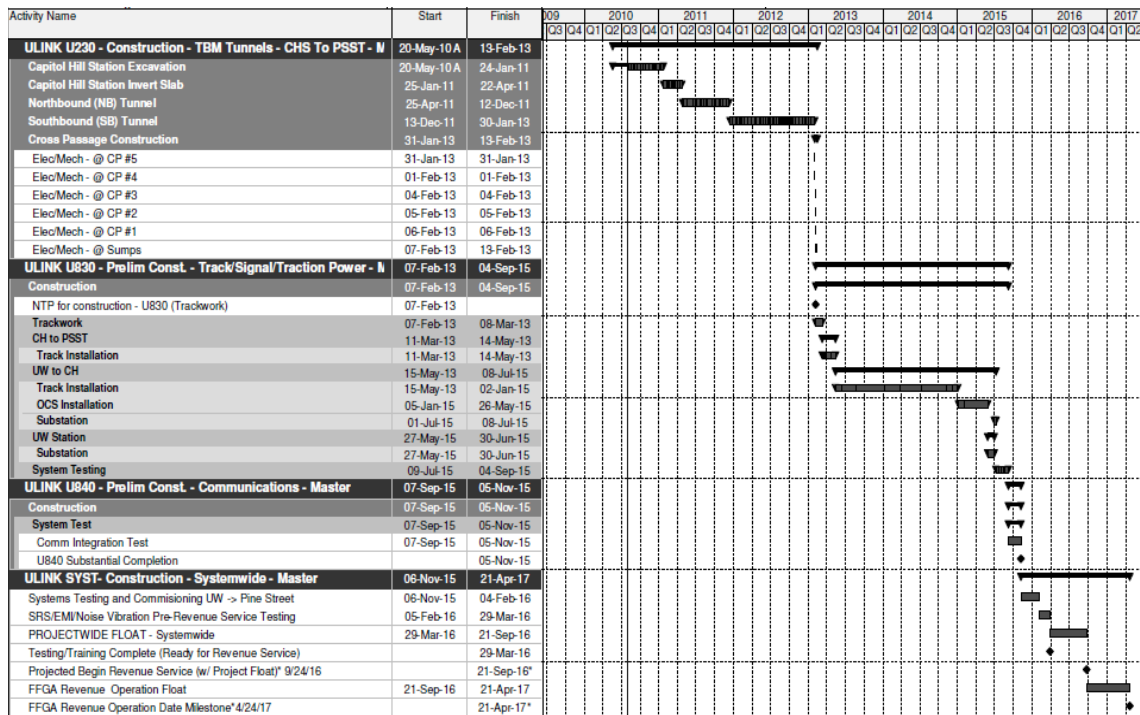 Activity Name Start Finish 009 2010 2011 2012 2013 2014 2015 2016 2017
Q3 Q4 Q1 Q2 Q3 Q4 Q1 Q2 Q3 Q4 Q1 Q2 Q3 Q4 Q1 Q2 Q3 Q4 Q1 Q2 Q3 Q4 Q1 Q2 Q3 Q4 Q1 Q2 Q3 Q4 Q1 Q2
ULINK U230 - Construction - TBM Tunnels - CHS To PSST - M 20-May-10 A 13-Feb-13
Capitol Hill Station Excavation 20-May-10 A 24-Jan-11
Capitol Hill Station Invert Slab 25-Jan-11 22-Apr-11
Northbound (NB) Tunnel 25-Apr-11 12-Dec-11
Southbound (SB) Tunnel 13-Dec-11 30-Jan-13
Cross Passage Construction 31-Jan-13 13-Feb-13
Elec/Mech - @ CP #5 31-Jan-13 31-Jan-13
Elec/Mech - @ CP #4 01-Feb-13 01-Feb-13
Elec/Mech - @ CP #3 04-Feb-13 04-Feb-13
Elec/Mech - @ CP #2 05-Feb-13 05-Feb-13
Elec/Mech - @ CP #1 06-Feb-13 06-Feb-13
Elec/Mech - @ Sumps 07-Feb-13 13-Feb-13
ULINK U830 - Prelim Const. - Track/Signal/Traction Power - M 07-Feb-13 04-Sep-15
Construction 07-Feb-13 04-Sep-15
NTP for construction - U830 (Trackwork) 07-Feb-13
Trackwork 07-Feb-13 08-Mar-13
CH to PSST 11-Mar-13 14-May-13
Track Installation 11-Mar-13 14-May-13
UW to CH 15-May-13 08-Jul-15
Track Installation 15-May-13 02-Jan-15
OCS Installation 05-Jan-15 26-May-15
Substation 01-Jul-15 08-Jul-15
UW Station 27-May-15 30-Jun-15
Substation 27-May-15 30-Jun-15
System Testing 09-Jul-15 04-Sep-15
ULINK U840 - Prelim Const. - Communications - Master 07-Sep-15 05-Nov-15
Construction 07-Sep-15 05-Nov-15
System Test 07-Sep-15 05-Nov-15
Comm Integration Test 07-Sep-15 05-Nov-15
U840 Substantial Completion 05-Nov-15
ULINK SYST- Construction - Systemwide - Master 06-Nov-15 21-Apr-17
Systems Testing and Commisioning UW -> Pine Street 06-Nov-15 04-Feb-16
SRS/EMI/Noise Vibration Pre-Revenue Service Testing 05-Feb-16 29-Mar-16
PROJECTWIDE FLOAT - Systemwide 29-Mar-16 21-Sep-16
Testing/Training Complete (Ready for Revenue Service) 29-Mar-16
Projected Begin Revenue Service (w/ Project Float)* 9/24/16 21-Sep-16*
FFGA Revenue Operation Float 21-Sep-16 21-Apr-17
FFGA Revenue Operation Date Milestone*4/24/17 21-Apr-17*